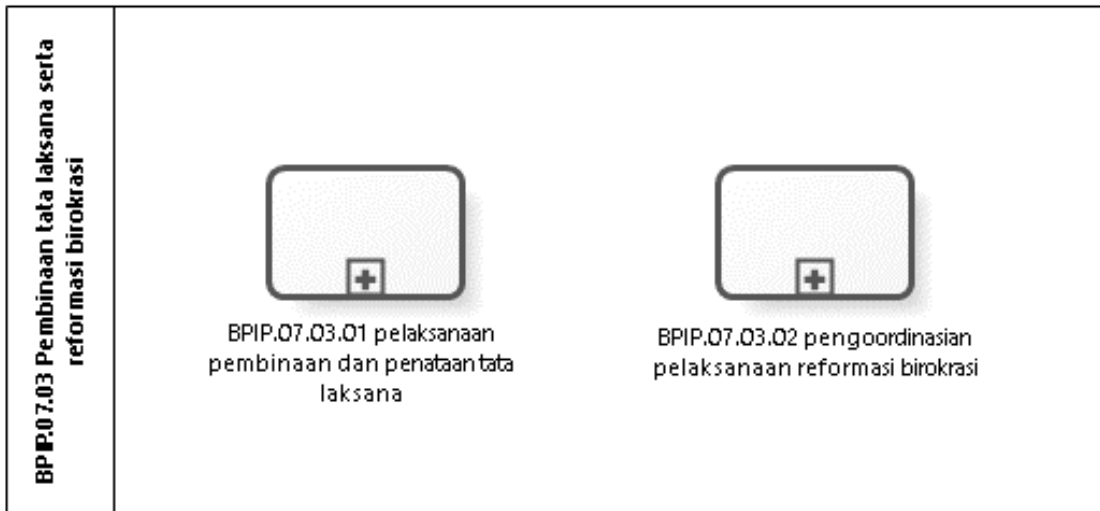 BPIP.07.03 Pembinaan tata laksana serta
reformasi birokrasi
BPIP.07.03.01 pelaksanaan
pembinaan dan penataan tata
laksana
BPIP.07.03.02 pengoordinasian
pelaksanaan reformasi birokrasi